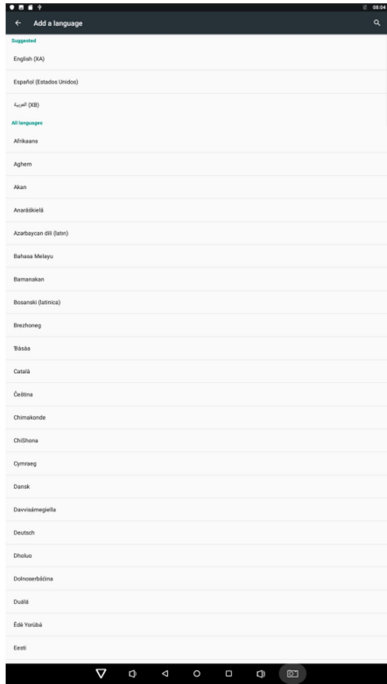 08:04
Add a language
Suggested
English (XA)
Español (Estados Unidos)
العربية (XB)
All languages
Afrikaans
Aghem
Akan
Anarâškielâ
Azərbaycan dili (latın)
Bahasa Melayu
Bamanakan
Bosanski (latinica)
Brezhoneg
Ɓàsàa
Català
Čeština
Chimakonde
ChiShona
Cymraeg
Dansk
Davvisámegiella
Deutsch
Dholuo
Dolnoserbšćina
Duálá
Èdè Yorùbá
Eesti